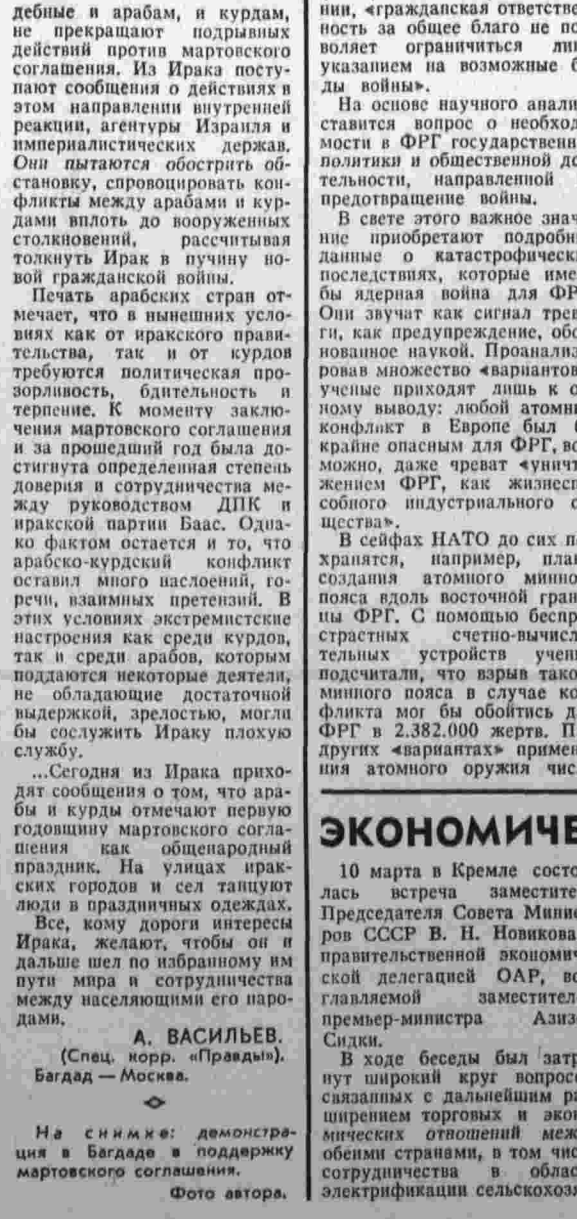 дебные и арабам, и курдам,
не прекращают подрывных
действий против мартовского
соглашения. Из Ирака посту-
пают сообщения о действиях в
этом направлении внутренней
реакции, агентуры Израиля и
империалистических держав.
Они пытаются обострить об-
становку, спровоцировать кон-
фликты между арабами и кур-
дами вплоть до вооруженных
столкновений, рассчитывая
толкнуть Ирак в пучину но-
вой гражданской войны.
Печать арабских стран от-
мечает, что в нынешних усло-
виях как от иракского прави-
тельства, так и от курдов
требуются политическая про-
зорливость, бдительность и
терпение. К моменту заклю-
чения мартовского соглашения
и за прошедший год была до-
стигнута определенная степень
доверия и сотрудничества ме-
жду руководством ДПК и
иракской партии Баас. Одна-
ко фактом остается и то, что
арабско-курдский конфликт
оставил много наслоений, го-
речи, взаимных претензий. В
этих условиях экстремистские
настроения как среди курдов,
так и среди арабов, которым
поддаются некоторые деятели,
не обладающие достаточной
выдержкой, зрелостью, могли
бы сослужить Ираку плохую
службу.
...Сегодня из Ирака прихо-
дят сообщения о том, что ара-
бы и курды отмечают первую
годовщину мартовского согла-
шения как общенародный
праздник. На улицах ирак-
ских городов и сел танцуют
люди в праздничных одеждах.
Все, кому дороги интересы
Ирака, желают, чтобы он и
дальше шел по избранному им
пути мира и сотрудничества
между населяющими его наро-
дами.
А. ВАСИЛЬЕВ.
(Спец. корр. «Правды»).
Багдад — Москва.
На снимке: демонстра-
ция в Багдаде в поддержку
мартовского соглашения.
Фото автора.
нии, «гражданская ответстве
ность за общее благо не по
воляет ограничиться ли
указанием на возможные б
ды войны».
На основе научного анали
ставится вопрос о необход
мости в ФРГ государственн
политики и общественной де
тельности, направленной
предотвращение войны.
В свете этого важное знач
ние приобретают подробн
данные о катастрофическ
последствиях, которые име
бы ядерная война для ФР
Они звучат как сигнал трев
ги, как предупреждение, обо
нованное наукой. Проанализ
ровав множество «вариантов
ученые приходят лишь к о
ному выводу: любой атомн
конфликт в Европе был б
крайне опасным для ФРГ, во
можно, даже чреват «уничт
жением ФРГ, как жизнесп
собного индустриального о
щества».
В сейфах НАТО до сих п
хранятся, например, план
создания атомного минно
пояса вдоль восточной гран
цы ФРГ. С помощью беспр
страстных счетно-вычисл
тельных устройств учен
подсчитали, что взрыв тако
минного пояса в случае ко
фликта мог бы обойтись д
ФРГ в 2.382.000 жертв. П
других «вариантах» примен
ния атомного оружия чис
ЭКОНОМИЧЕ
10 марта в Кремле состо
лась встреча заместите
Председателя Совета Минис
ров СССР В. Н. Новикова
правительственной экономич
ской делегацией ОАР, во
главляемой заместител
премьер-министра Азиз
Сидки.
В ходе беседы был затр
нут широкий круг вопрос
связанных с дальнейшим ра
ширением торговых и экон
мических отношений меж
обеими странами, в том чис
сотрудничества в облас
электрификации сельскохозя